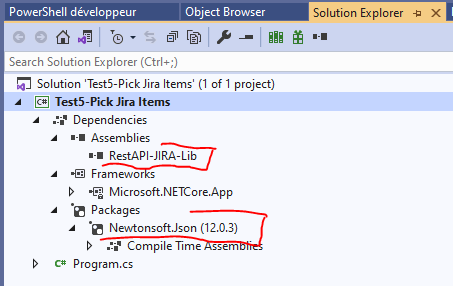 PowerShell développeur
Object Browser
Solution Explorer
Search Solution Explorer (Ctrl+;)
Solution 'Test5-Pick Jira Items' (1 of 1 project)
C# Test5-Pick Jira Items
Dependencies
Assemblies
RestAPI-JIRA-Lib
Frameworks
Microsoft.NETCore.App
Packages
Newtonsoft.Json (12.0.3)
Compile Time Assemblies
C# Program.cs